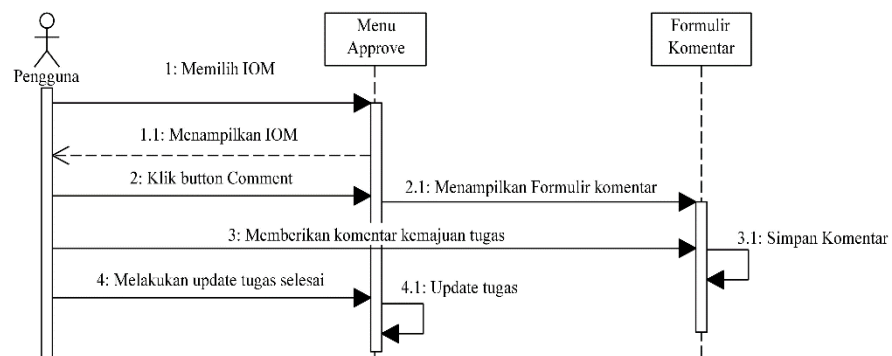 Menu
Approve
Formulir
Komentar
Pengguna
1: Memilih IOM
1.1: Menampilkan IOM
2: Klik button Comment
2.1: Menampilkan Formulir komentar
3: Memberikan komentar kemajuan tugas
3.1: Simpan Komentar
4: Melakukan update tugas selesai
4.1: Update tugas